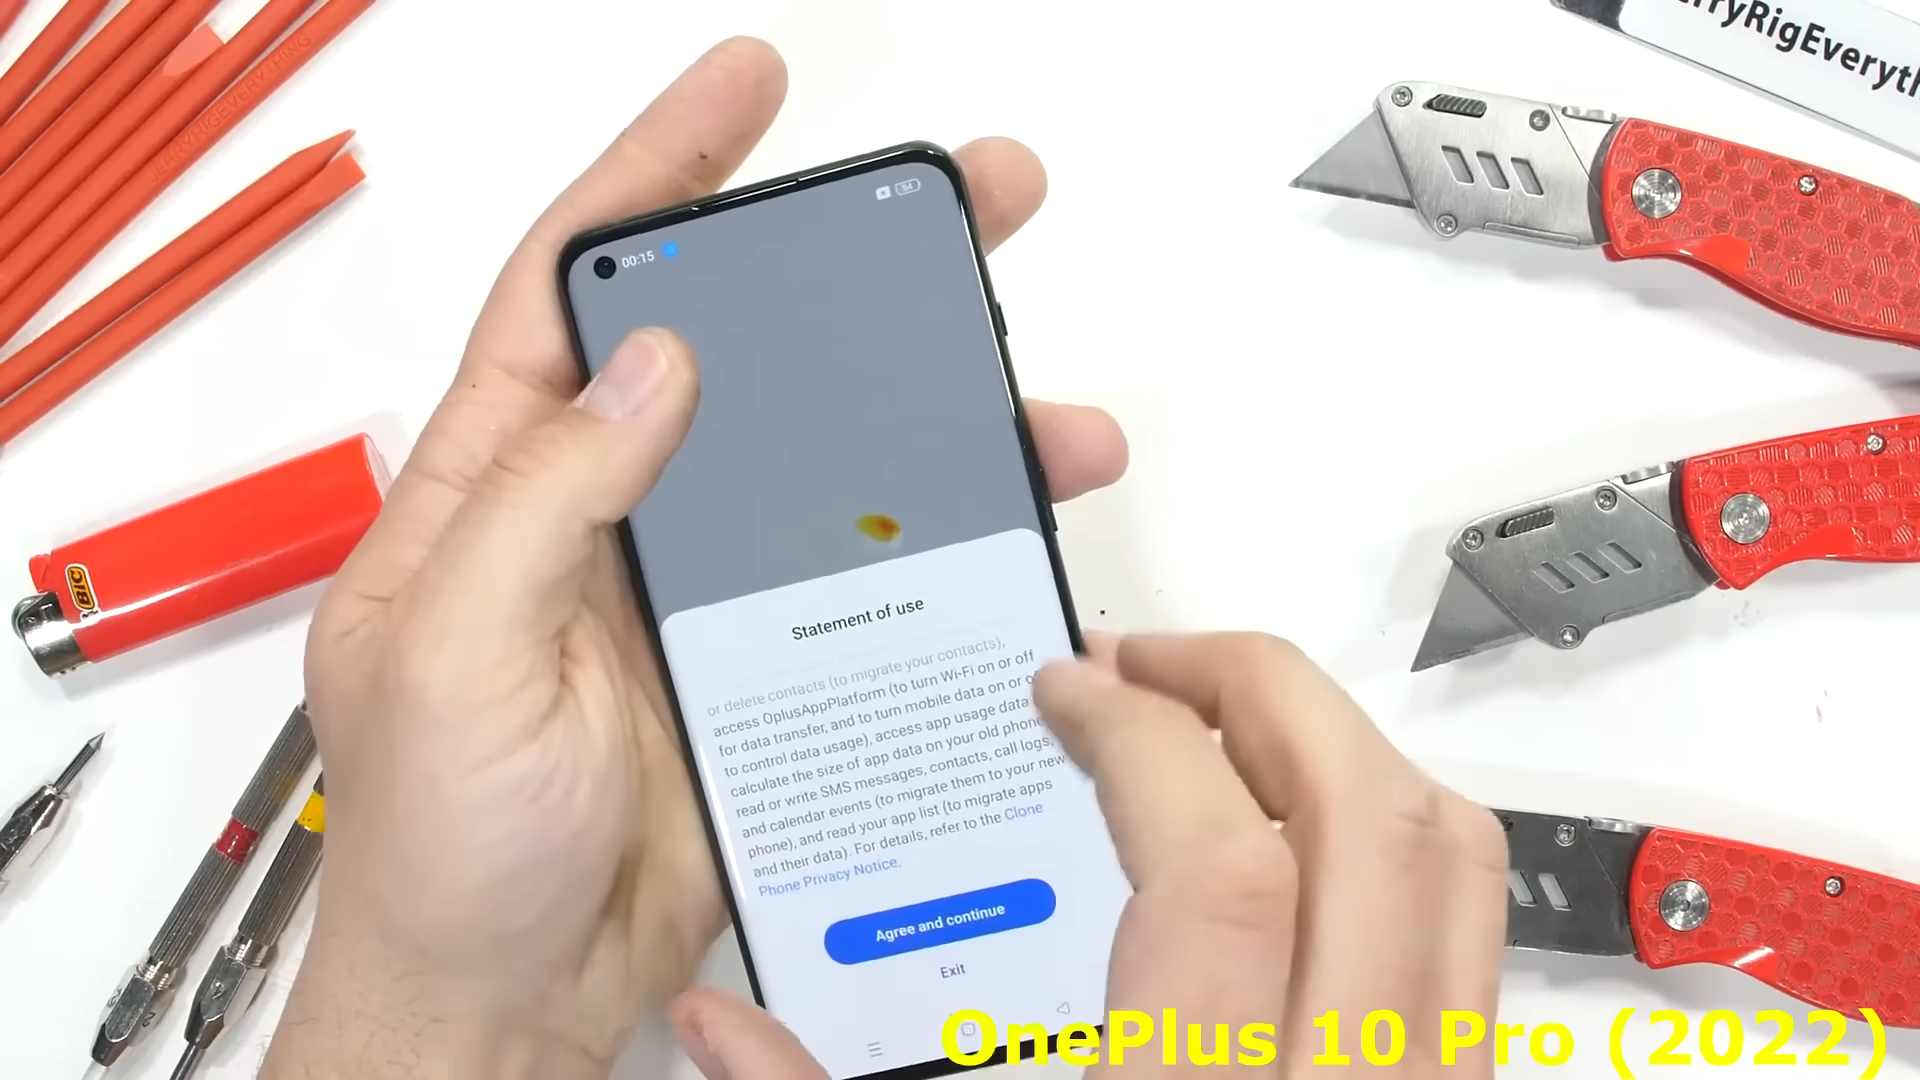 JERRYRIGEVERYTHING
rryRigEveryth
00:15
54
BIC
Statement of use
or delete contacts (to migrate your contacts),
access OplusAppPlatform (to turn Wi-Fi on or off
for data transfer, and to turn mobile data on or o
to control data usage), access app usage data
calculate the size of app data on your old phone
read or write SMS messages, contacts, call logs,
and calendar events (to migrate them to your new
phone), and read your app list (to migrate apps
and their data). For details, refer to the Clone
Phone Privacy Notice.
Agree and continue
Exit
OnePlus 10 Pro (2022)